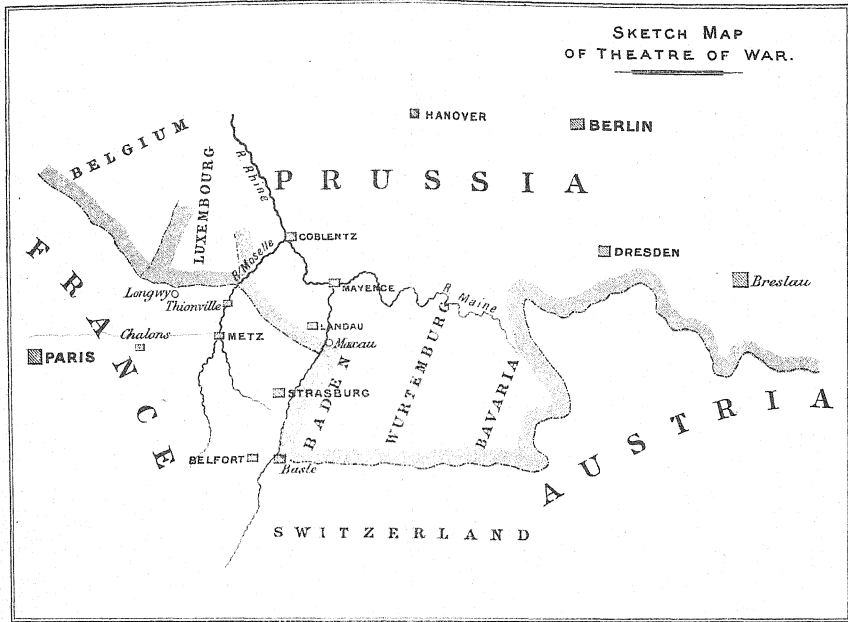 SKETCH MAP
OF THEATRE OF WAR.
HANOVER
BERLIN
BELGIUM
LUXEMBOURG
R Rhine
PRUSSIA
FRANCE
COBLENTZ
R Moselle
DRESDEN
Breslau
Longwy
Thionville
MAYENCE
R Maine
Chalons
METZ
LANDAU
PARIS
STRASBURG
BADEN
WURTEMBURG
BAVARIA
AUSTRIA
BELFORT
Basle
SWITZERLAND